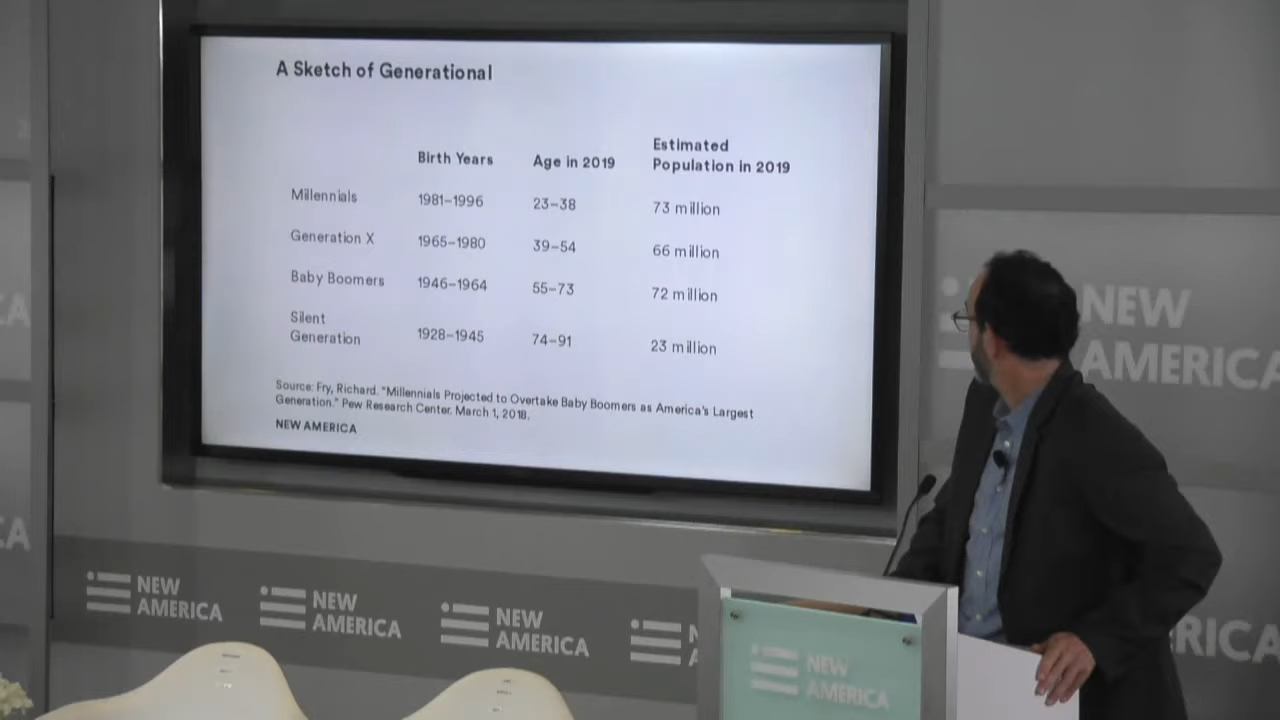 A Sketch of Generational
Birth Years
Age in 2019
Estimated
Population in 2019
Millennials
1981–1996
23–38
73 million
Generation X
1965–1980
39–54
66 million
Baby Boomers
1946–1964
55–73
72 million
Silent
Generation
1928–1945
74–91
23 million
Source: Fry, Richard. "Millennials Projected to Overtake Baby Boomers as America's Largest
Generation." Pew Research Center. March 1, 2018.
NEW AMERICA
NEW
AMERICA
CA
CA
RICA
NEW
AMERICA
NEW
AMERICA
NEW
AMERICA
N
A
NEW
AMERICA